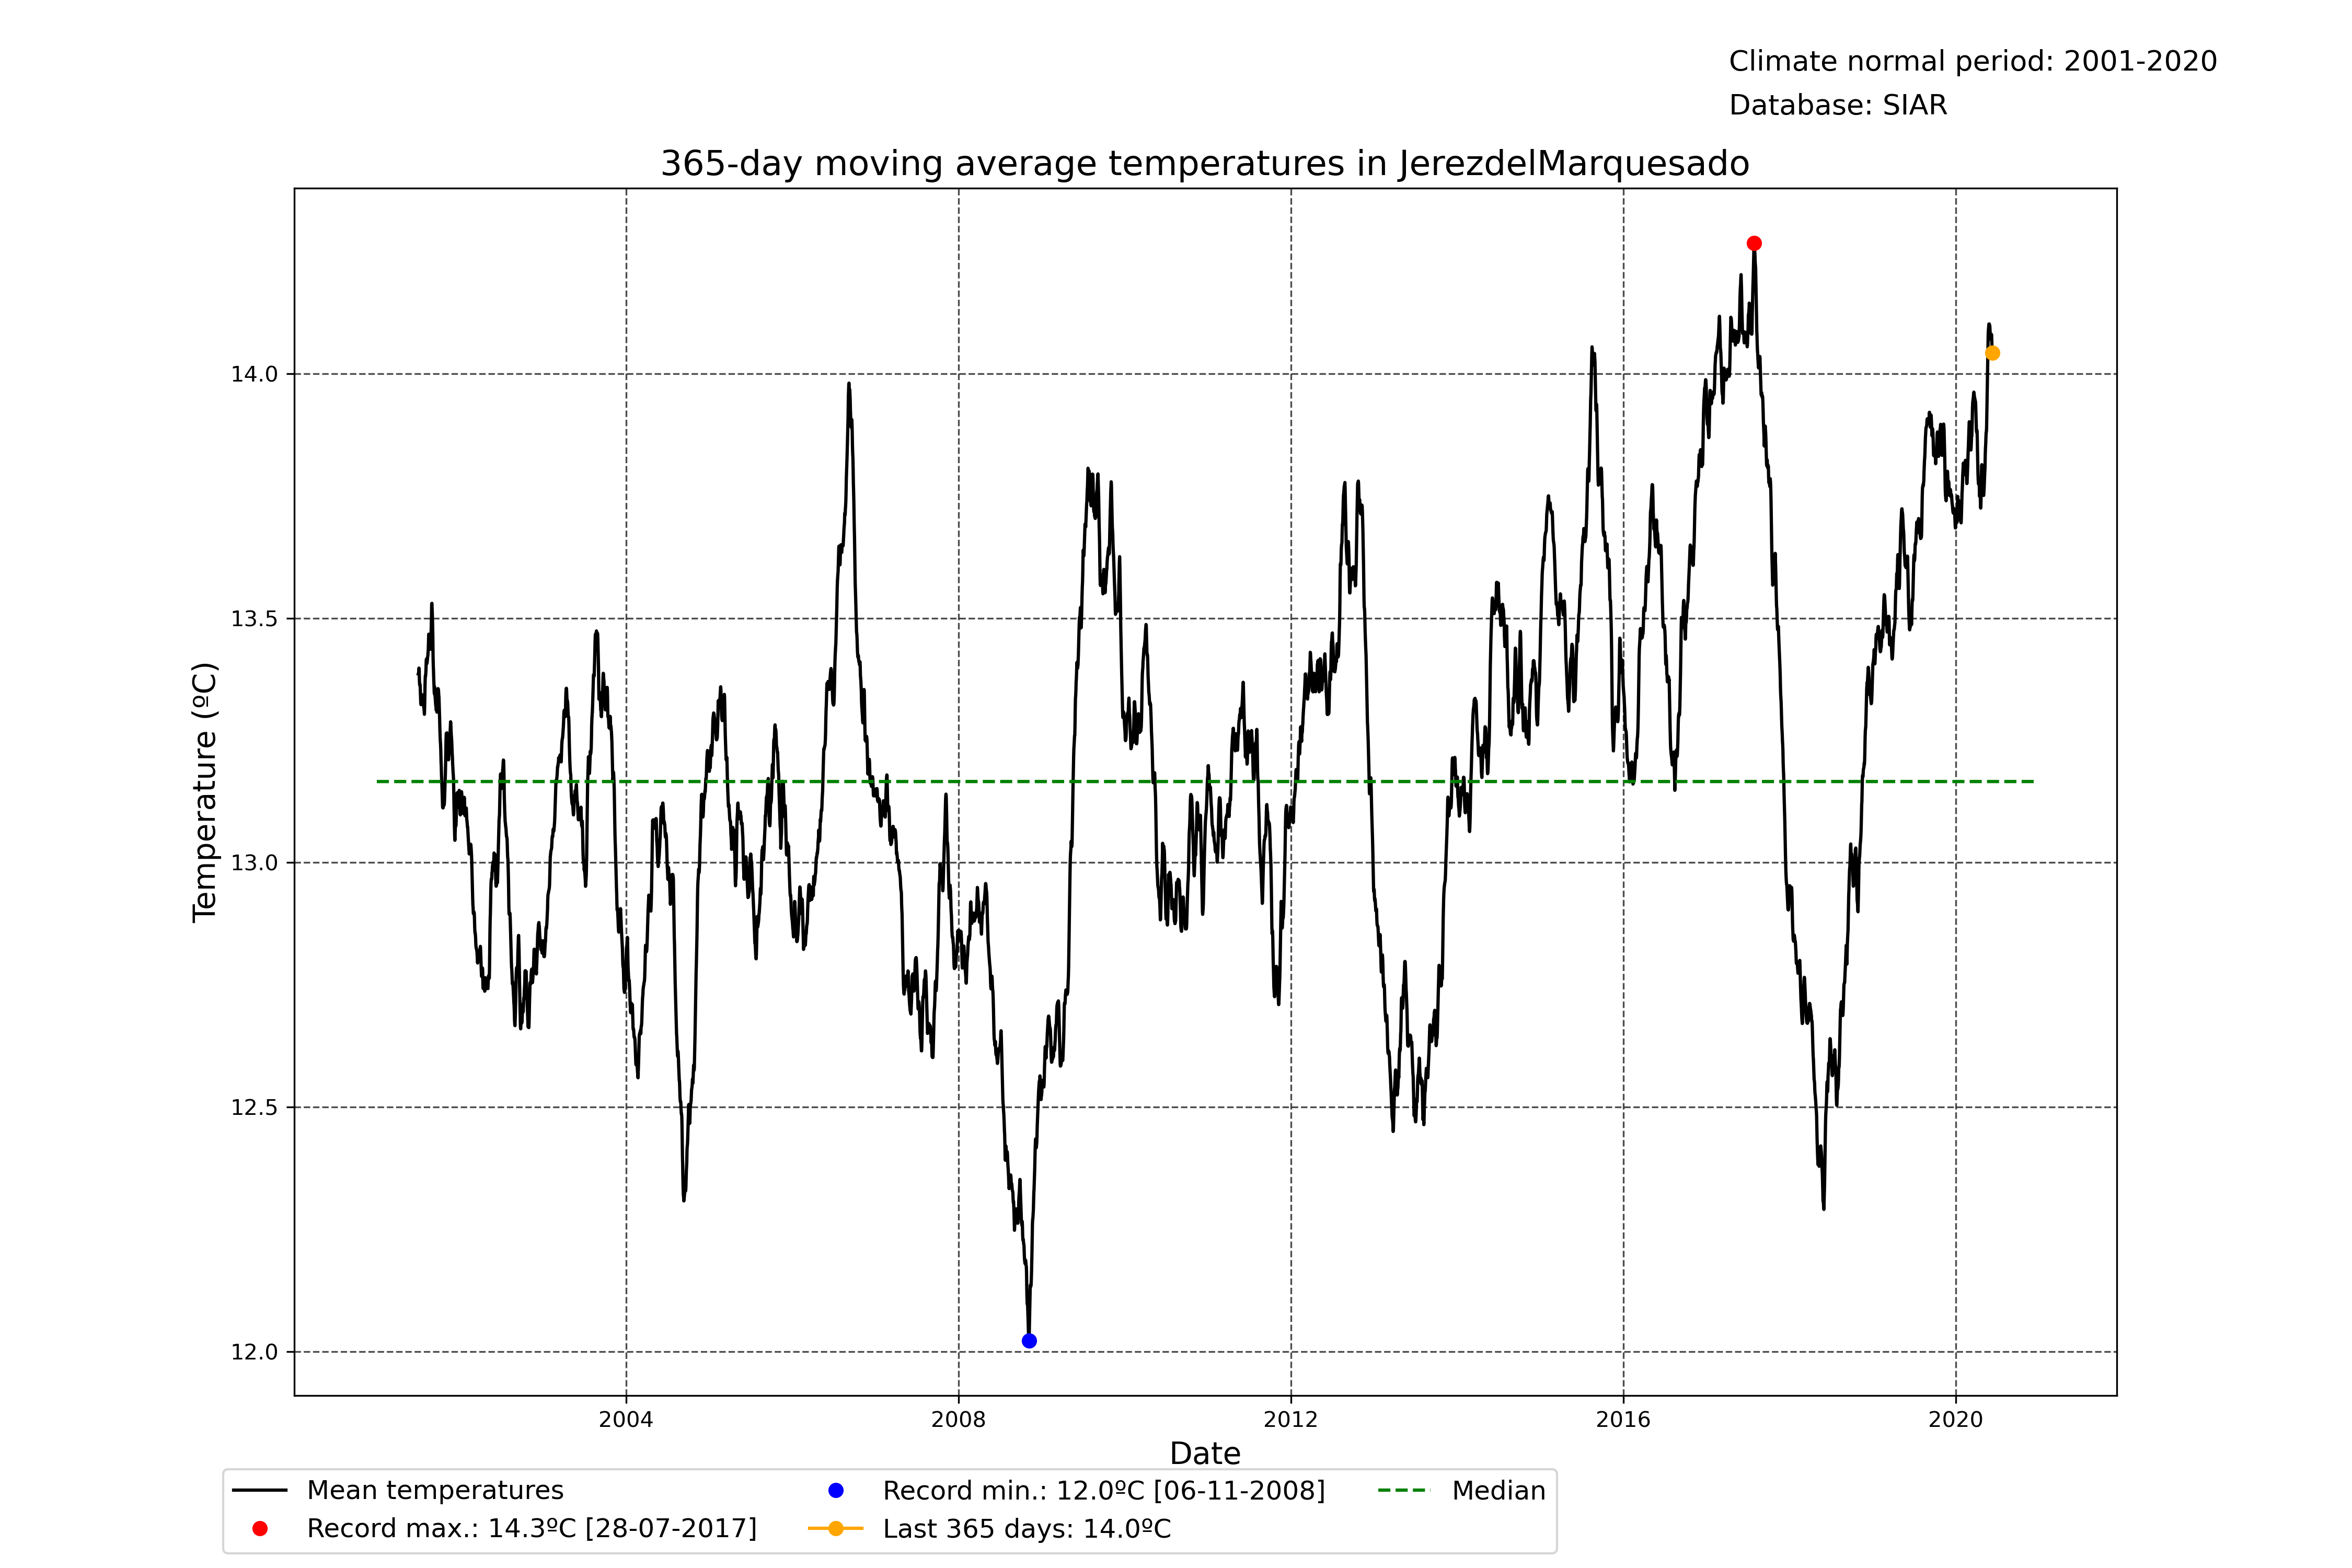 Climate normal period: 2001-2020
Database: SIAR
365-day moving average temperatures in JerezdelMarquesado
Temperature (ºC)
14.0
13.5
13.0
12.5
12.0
2004 2008 2012 2016 2020
Date
Mean temperatures
Record max.: 14.3ºC [28-07-2017]
Record min.: 12.0ºC [06-11-2008]
Last 365 days: 14.0ºC
Median